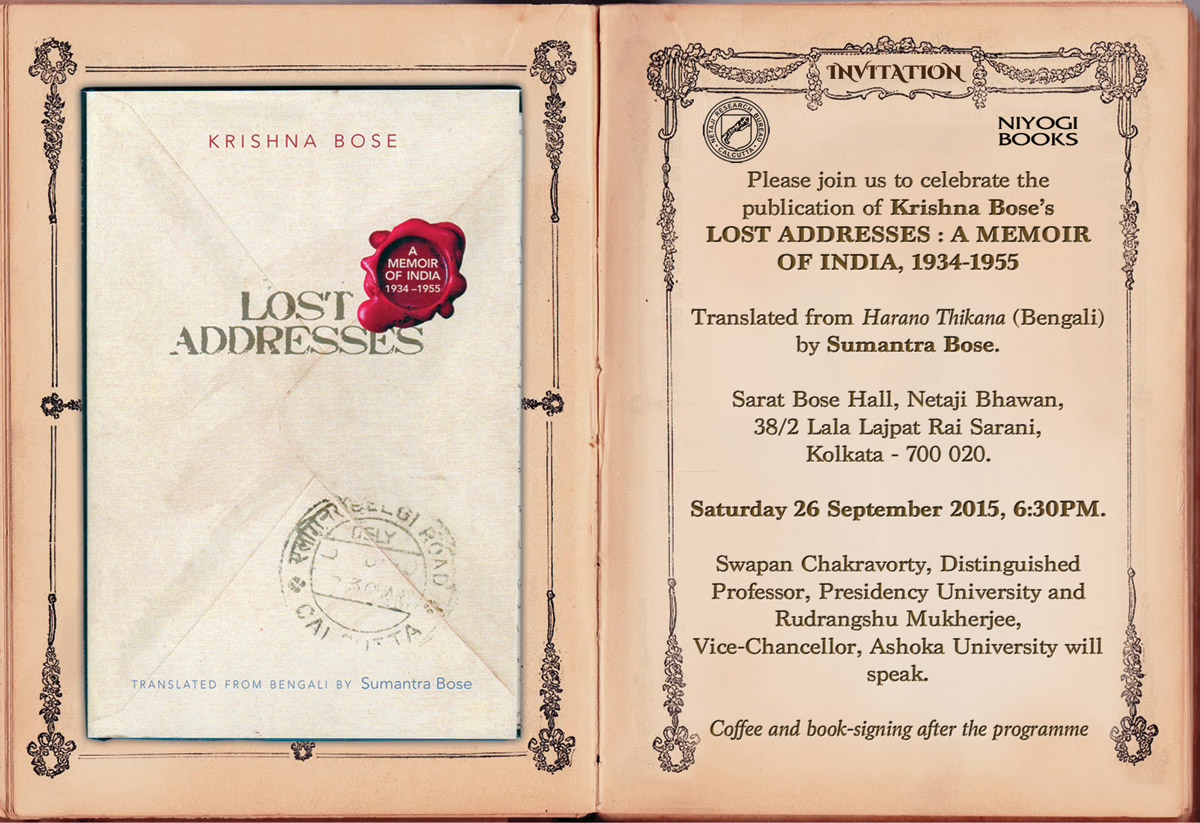 KRISHNA BOSE
A
MEMOIR
OF INDIA
1934–1955
LOST
ADDRESSES
BELGI ROAD
DELY
CALCUTTA
TRANSLATED FROM BENGALI BY Sumantra Bose
INVITATION
NETAJI RESEARCH BUREAU
CALCUTTA
NIYOGI
BOOKS
Please join us to celebrate the
publication of Krishna Bose’s
LOST ADDRESSES : A MEMOIR
OF INDIA, 1934-1955
Translated from Harano Thikana (Bengali)
by Sumantra Bose.
Sarat Bose Hall, Netaji Bhawan,
38/2 Lala Lajpat Rai Sarani,
Kolkata - 700 020.
Saturday 26 September 2015, 6:30PM.
Swapan Chakravorty, Distinguished
Professor, Presidency University and
Rudrangshu Mukherjee,
Vice-Chancellor, Ashoka University will
speak.
Coffee and book-signing after the programme